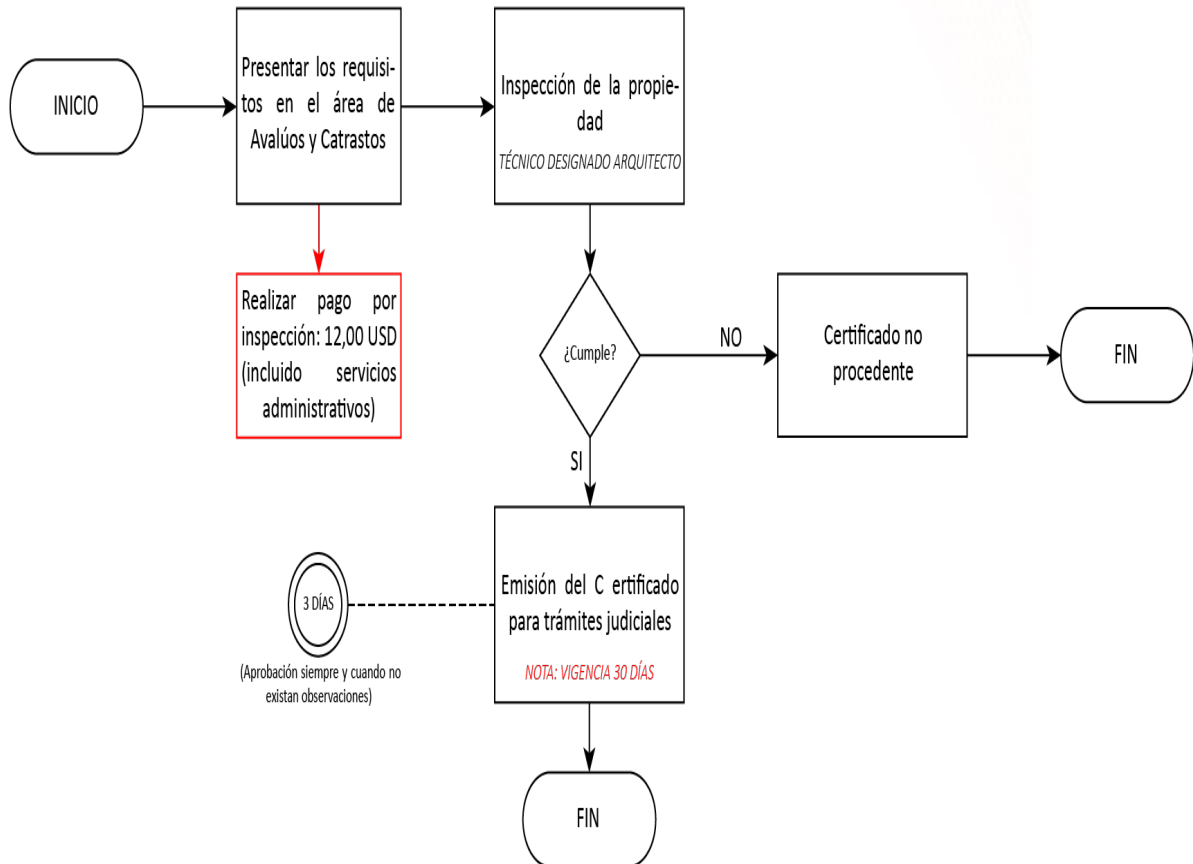 INICIO
Presentar los requisi-
tos en el área de
Avalúos y Catrastos
Inspección de la propie-
dad
TÉCNICO DESIGNADO ARQUITECTO
Realizar pago por
inspección: 12,00 USD
(incluido servicios
administrativos)
¿Cumple?
NO
Certificado no
procedente
FIN
SI
3 DÍAS
(Aprobación siempre y cuando no
existan observaciones)
Emisión del C ertificado
para trámites judiciales
NOTA: VIGENCIA 30 DÍAS
FIN